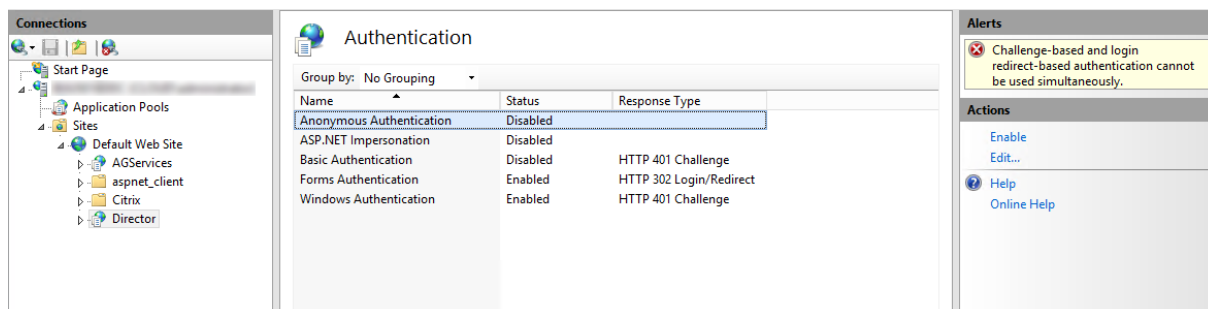 Connections
Start Page
Application Pools
Sites
Default Web Site
AGServices
aspnet_client
Citrix
Director
Authentication
Group by: No Grouping
Name Status Response Type
Anonymous Authentication Disabled
ASP.NET Impersonation Disabled
Basic Authentication Disabled HTTP 401 Challenge
Forms Authentication Enabled HTTP 302 Login/Redirect
Windows Authentication Enabled HTTP 401 Challenge
Alerts
Challenge-based and login
redirect-based authentication cannot
be used simultaneously.
Actions
Enable
Edit...
Help
Online Help